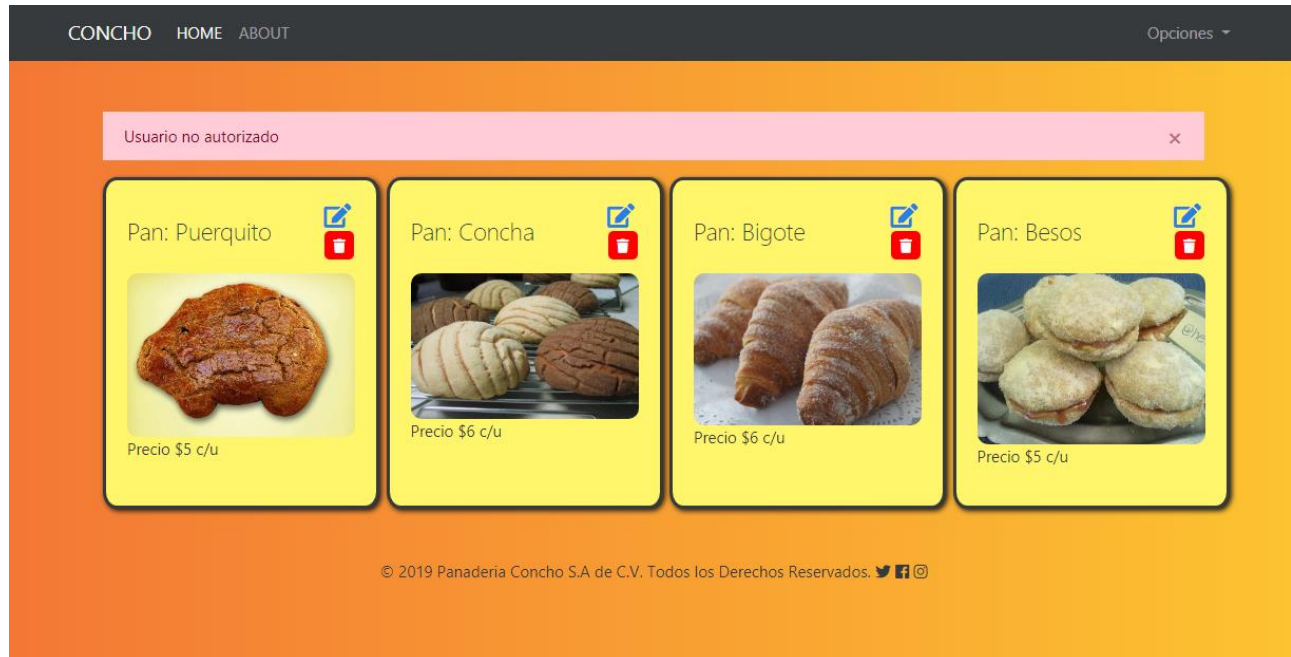 CONCHO HOME ABOUT Opciones
Usuario no autorizado ×
Pan: Puerquito
Precio $5 c/u
Pan: Concha
Precio $6 c/u
Pan: Bigote
Precio $6 c/u
Pan: Besos
Precio $5 c/u
© 2019 Panaderia Concho S.A de C.V. Todos los Derechos Reservados.